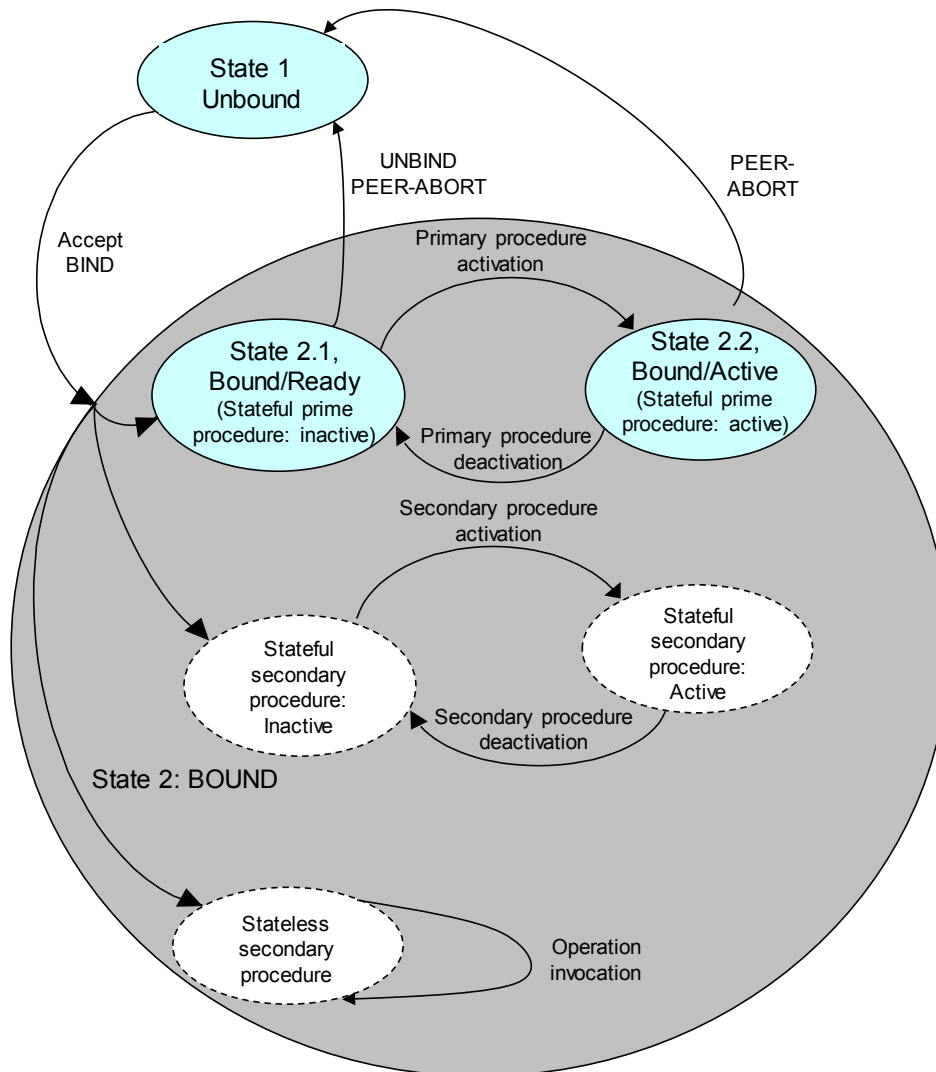 State 1
Unbound
UNBIND
PEER-ABORT
PEER-
ABORT
Accept
BIND
Primary procedure
activation
State 2.1,
Bound/Ready
(Stateful prime
procedure: inactive)
State 2.2,
Bound/Active
(Stateful prime
procedure: active)
Primary procedure
deactivation
Secondary procedure
activation
Stateful
secondary
procedure:
Inactive
Stateful
secondary
procedure:
Active
Secondary procedure
deactivation
State 2: BOUND
Stateless
secondary
procedure
Operation
invocation